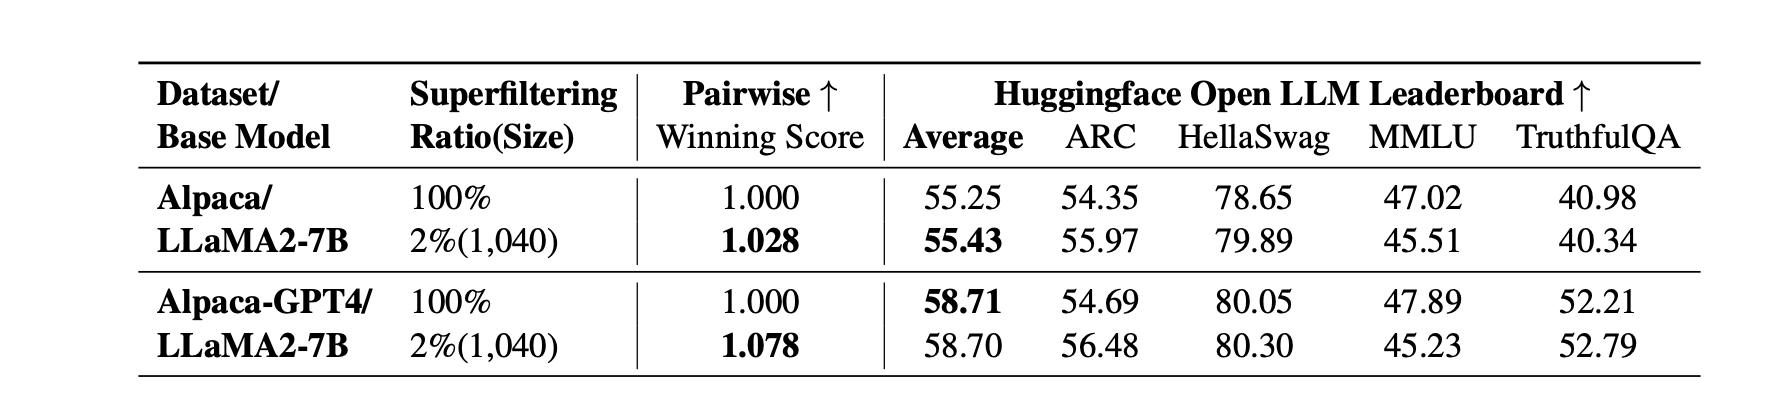 Dataset/ Superfiltering Pairwise ↑ Huggingface Open LLM Leaderboard ↑
Base Model Ratio(Size) Winning Score Average ARC HellaSwag MMLU TruthfulQA
Alpaca/ 100% 1.000 55.25 54.35 78.65 47.02 40.98
LLaMA2-7B 2%(1,040) 1.028 55.43 55.97 79.89 45.51 40.34
Alpaca-GPT4/ 100% 1.000 58.71 54.69 80.05 47.89 52.21
LLaMA2-7B 2%(1,040) 1.078 58.70 56.48 80.30 45.23 52.79